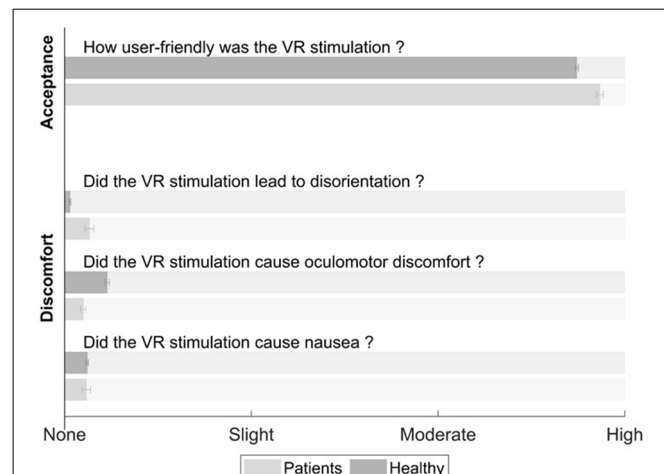 Acceptance
How user-friendly was the VR stimulation ?
Discomfort
Did the VR stimulation lead to disorientation ?
Did the VR stimulation cause oculomotor discomfort ?
Did the VR stimulation cause nausea ?
None Slight Moderate High
Patients Healthy